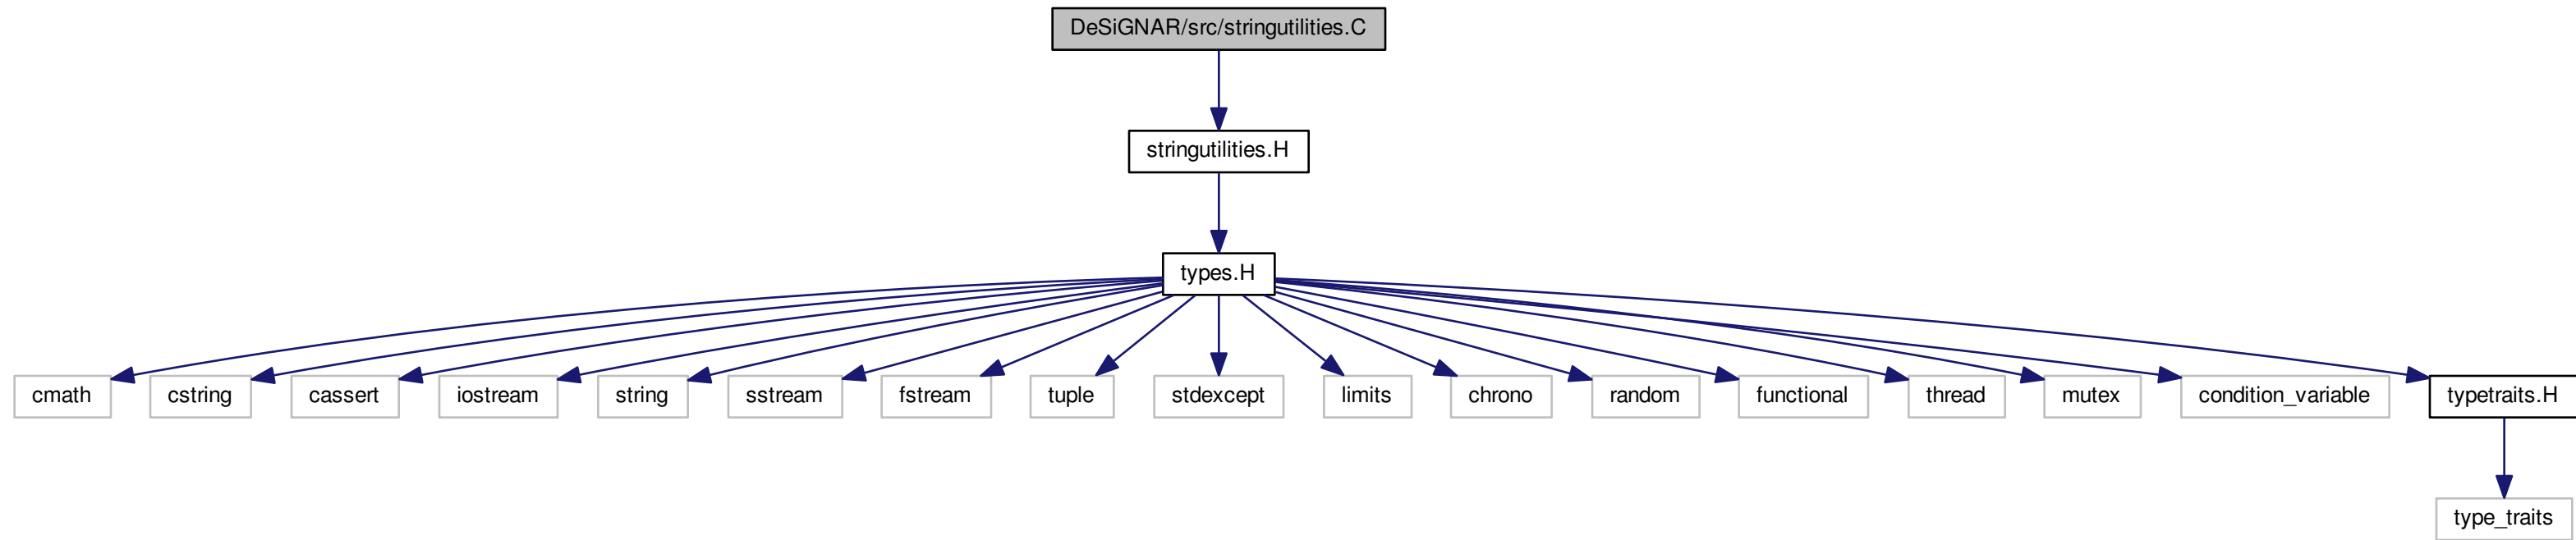 DeSiGNAR/src/stringutilities.C
stringutilities.H
types.H
cmath
cstring
cassert
iostream
string
sstream
fstream
tuple
stdexcept
limits
chrono
random
functional
thread
mutex
condition_variable
typetraits.H
type_traits